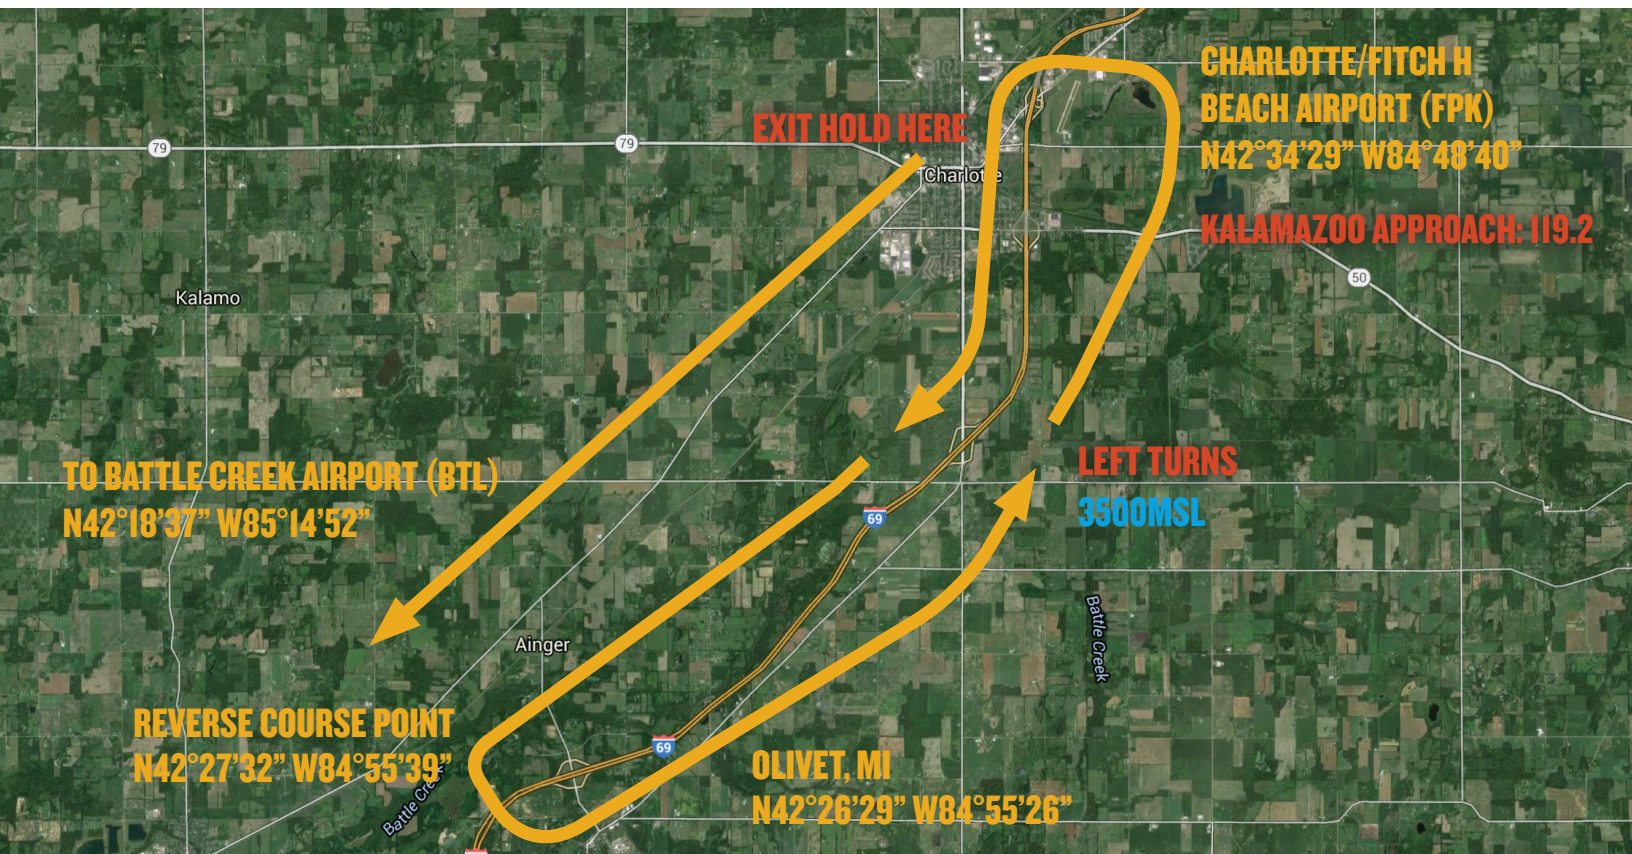 CHARLOTTE/FITCH H
BEACH AIRPORT (FPK)
N42°34'29" W84°48'40"
EXIT HOLD HERE
79
79
Charlotte
KALAMAZOO APPROACH: 119.2
50
Kalamo
LEFT TURNS
3500MSL
TO BATTLE CREEK AIRPORT (BTL)
N42°18'37" W85°14'52"
69
Ainger
Battle Creek
REVERSE COURSE POINT
N42°27'32" W84°55'39"
69
OLIVET, MI
N42°26'29" W84°55'26"
Battle Creek